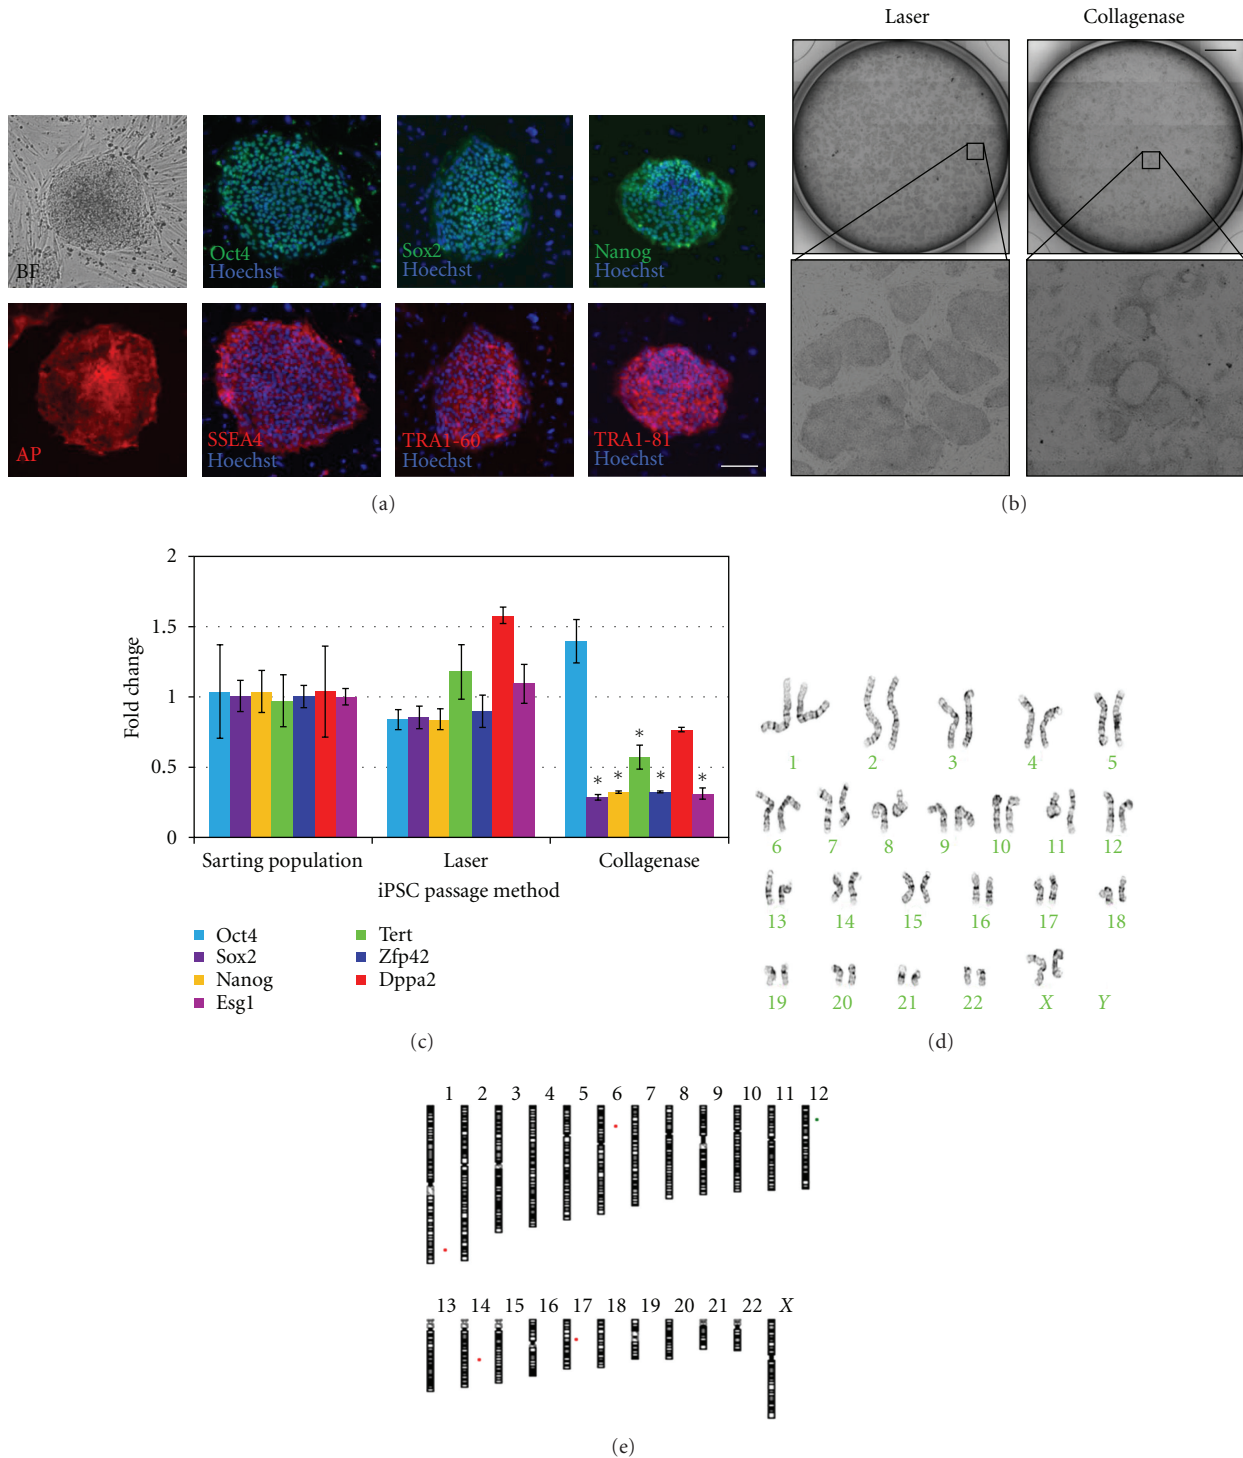 Laser Collagenase
BF
Oct4
Hoechst
Sox2
Hoechst
Nanog
Hoechst
AP
SSEA4
Hoechst
TRA1-60
Hoechst
TRA1-81
Hoechst
(a)
(b)
Fold change
2
1.5
1
0.5
0
* * * * *
Sarting population Laser Collagenase
iPSC passage method
Oct4
Sox2
Nanog
Esg1
Tert
Zfp42
Dppa2
(c)
1 2 3 4 5
6 7 8 9 10 11 12
13 14 15 16 17 18
19 20 21 22 X Y
(d)
1 2 3 4 5 6 7 8 9 10 11 12
13 14 15 16 17 18 19 20 21 22 X
(e)